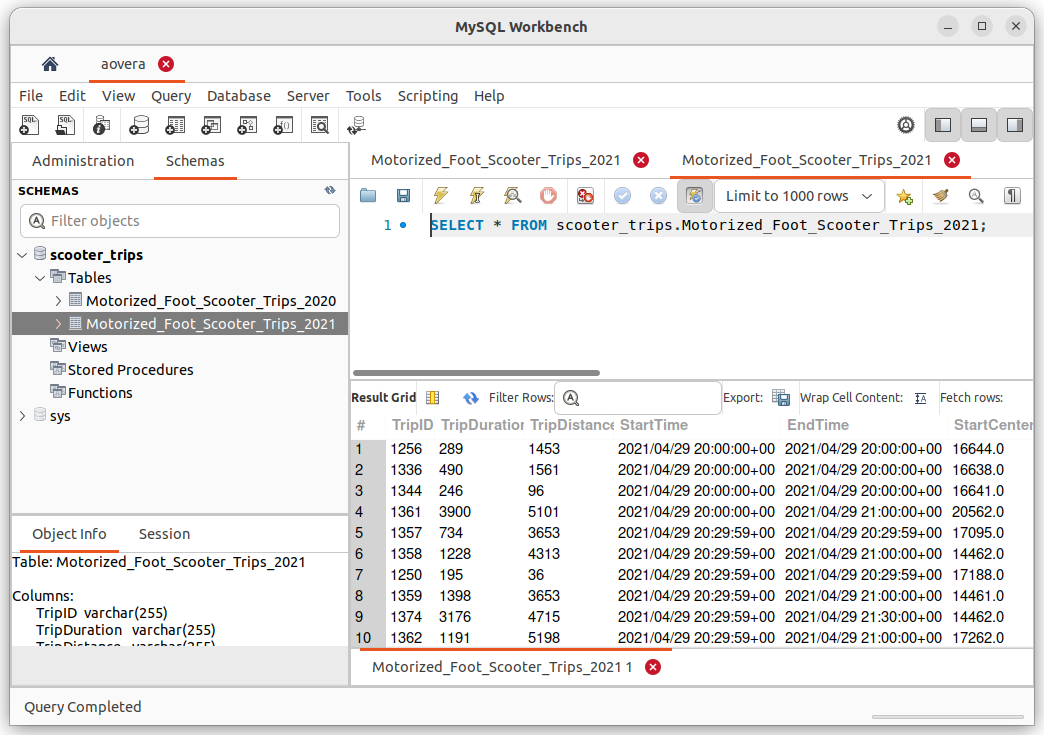 MySQL Workbench
aovera
File Edit View Query Database Server Tools Scripting Help
Administration Schemas
SCHEMAS
Filter objects
scooter_trips
Tables
Motorized_Foot_Scooter_Trips_2020
Motorized_Foot_Scooter_Trips_2021
Views
Stored Procedures
Functions
sys
Object Info Session
Table: Motorized_Foot_Scooter_Trips_2021
Columns:
TripID varchar(255)
TripDuration varchar(255)
TripDistance varchar(255)
Motorized_Foot_Scooter_Trips_2021 Motorized_Foot_Scooter_Trips_2021
Limit to 1000 rows
1 SELECT * FROM scooter_trips.Motorized_Foot_Scooter_Trips_2021;
Result Grid Filter Rows: Export: Wrap Cell Content: Fetch rows:
# TripID TripDuration TripDistance StartTime EndTime StartCenter
1 1256 289 1453 2021/04/29 20:00:00+00 2021/04/29 20:00:00+00 16644.0
2 1336 490 1561 2021/04/29 20:00:00+00 2021/04/29 20:00:00+00 16638.0
3 1344 246 96 2021/04/29 20:00:00+00 2021/04/29 20:00:00+00 16641.0
4 1361 3900 5101 2021/04/29 20:00:00+00 2021/04/29 21:00:00+00 20562.0
5 1357 734 3653 2021/04/29 20:29:59+00 2021/04/29 20:29:59+00 17095.0
6 1358 1228 4313 2021/04/29 20:29:59+00 2021/04/29 21:00:00+00 14462.0
7 1250 195 36 2021/04/29 20:29:59+00 2021/04/29 20:29:59+00 17188.0
8 1359 1398 3653 2021/04/29 20:29:59+00 2021/04/29 21:00:00+00 14461.0
9 1374 3176 4715 2021/04/29 20:29:59+00 2021/04/29 21:30:00+00 14462.0
10 1362 1191 5198 2021/04/29 20:29:59+00 2021/04/29 21:00:00+00 17262.0
Motorized_Foot_Scooter_Trips_2021 1
Query Completed